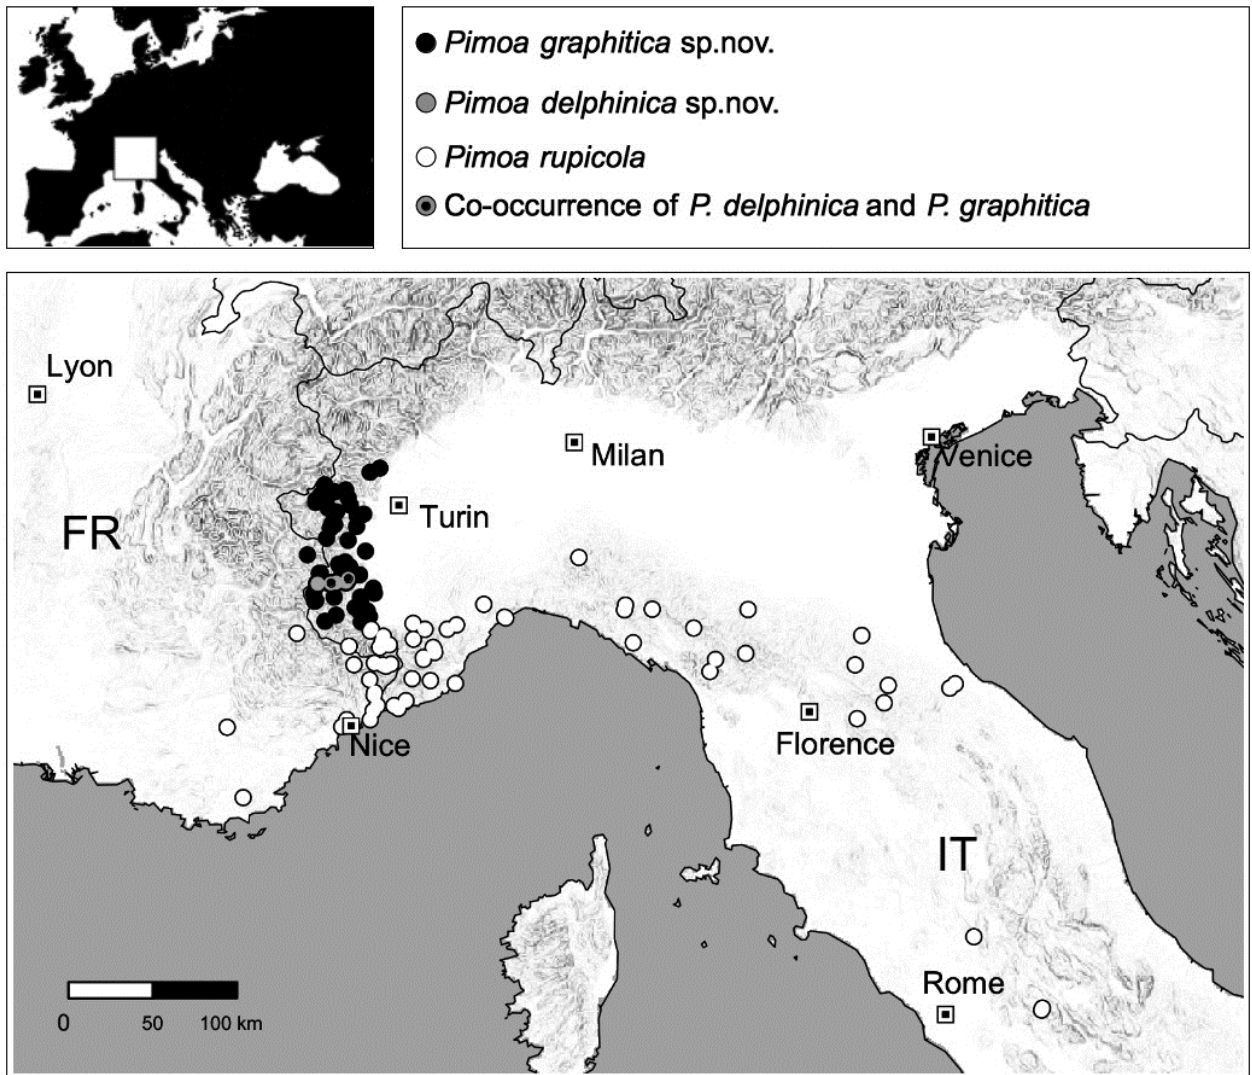 Pimoa graphitica sp.nov.
Pimoa delphinica sp.nov.
Pimoa rupicola
Co-occurrence of P. delphinica and P. graphitica
Lyon
Milan
Venice
Turin
FR
Nice
Florence
IT
Rome
0 50 100 km